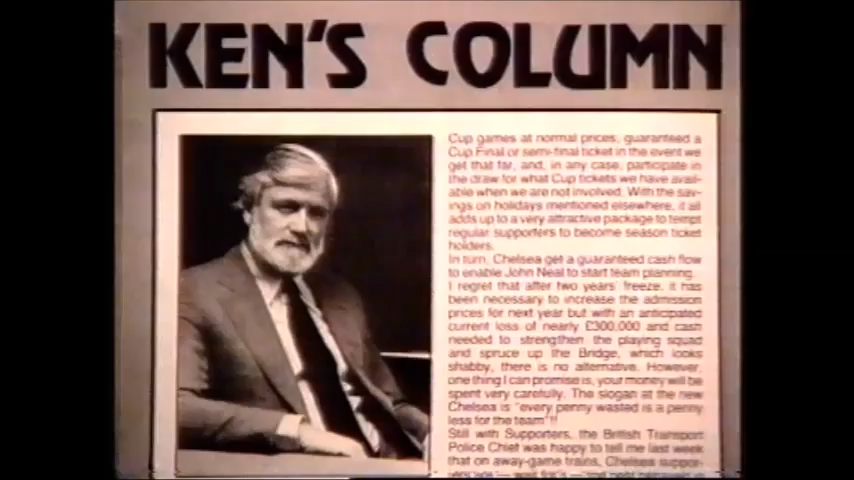 KEN'S COLUMN
Cup games at normal prices, guaranteed a
Cup Final or semi-final ticket in the event we
get that far, and, in any case, participate in
the draw for what Cup tickets we have avail-
able when we are not involved. With the sav-
ings on holidays mentioned elsewhere, it all
adds up to a very attractive package to tempt
regular supporters to become season ticket
holders.
In turn, Chelsea get a guaranteed cash flow
to enable John Neal to start team planning.
I regret that after two years' freeze, it has
been necessary to increase the admission
prices for next year but with an anticipated
current loss of nearly £300,000 and cash
needed to strengthen the playing squad
and spruce up the Bridge, which looks
shabby, there is no alternative. However,
one thing I can promise is, your money will be
spent very carefully. The slogan at the new
Chelsea is "every penny wasted is a penny
less for the team"!!
Still with Supporters, the British Transport
Police Chief was happy to tell me last week
that on away-game trains, Chelsea suppor-